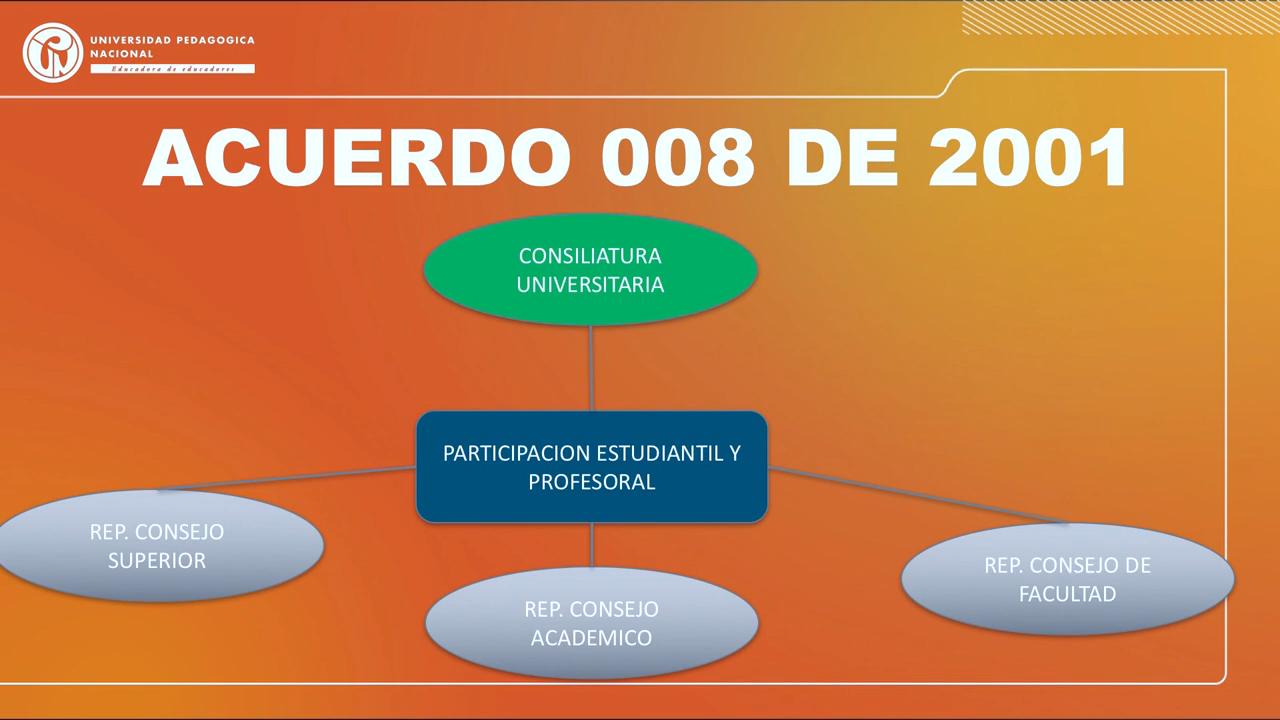 UNIVERSIDAD PEDAGOGICA
NACIONAL
Educadora de educadores
ACUERDO 008 DE 2001
CONSILIATURA
UNIVERSITARIA
PARTICIPACION ESTUDIANTIL Y
PROFESORAL
REP. CONSEJO
SUPERIOR
REP. CONSEJO
ACADEMICO
REP. CONSEJO DE
FACULTAD